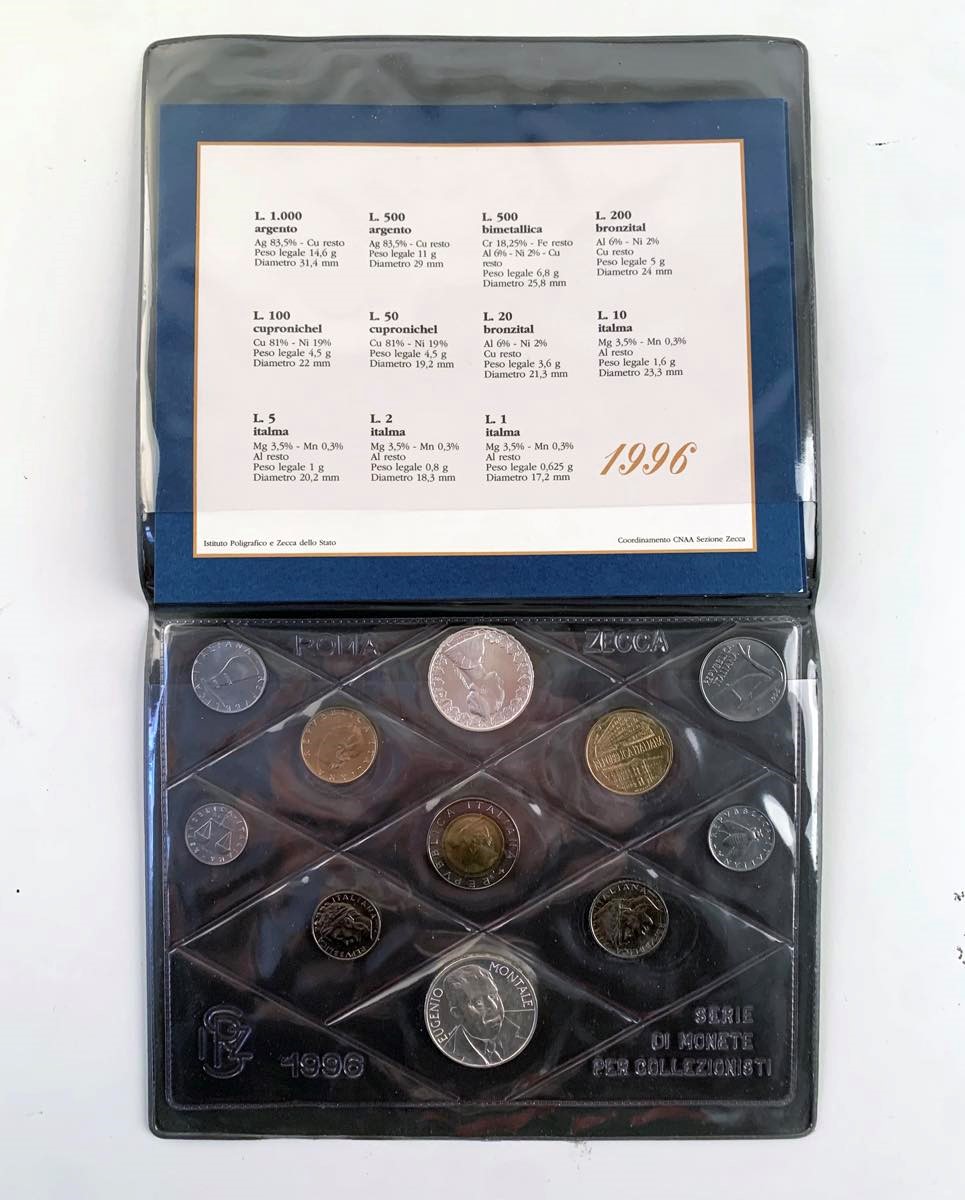 L. 1.000
argento
Ag 83,5% - Cu resto
Peso legale 14,6 g
Diametro 31,4 mm
L. 500
argento
Ag 83,5% - Cu resto
Peso legale 11 g
Diametro 29 mm
L. 500
bimetallica
Cr 18,25% - Fe resto
Al 6% - Ni 2% - Cu
resto
Peso legale 6,8 g
Diametro 25,8 mm
L. 200
bronzital
Al 6% - Ni 2%
Cu resto
Peso legale 5 g
Diametro 24 mm
L. 100
cupronichel
Cu 81% - Ni 19%
Peso legale 4,5 g
Diametro 22 mm
L. 50
cupronichel
Cu 81% - Ni 19%
Peso legale 4,5 g
Diametro 19,2 mm
L. 20
bronzital
Al 6% - Ni 2%
Cu resto
Peso legale 3,6 g
Diametro 21,3 mm
L. 10
italma
Mg 3,5% - Mn 0,3%
Al resto
Peso legale 1,6 g
Diametro 23,3 mm
L. 5
italma
Mg 3,5% - Mn 0,3%
Al resto
Peso legale 1 g
Diametro 20,2 mm
L. 2
italma
Mg 3,5% - Mn 0,3%
Al resto
Peso legale 0,8 g
Diametro 18,3 mm
L. 1
italma
Mg 3,5% - Mn 0,3%
Al resto
Peso legale 0,625 g
Diametro 17,2 mm
1996
Istituto Poligrafico e Zecca dello Stato
Coordinamento CNAA Sezione Zecca
ROMA
ZECCA
REPVBBLICA
ITALIANA
REPVBBLICA ITALIANA
REPVBBLICA ITALIANA
REPVBBLICA ITALIANA
ITALIANA
ITALIANA
EUGENIO MONTALE
1996
SERIE
DI MONETE
PER COLLEZIONISTI